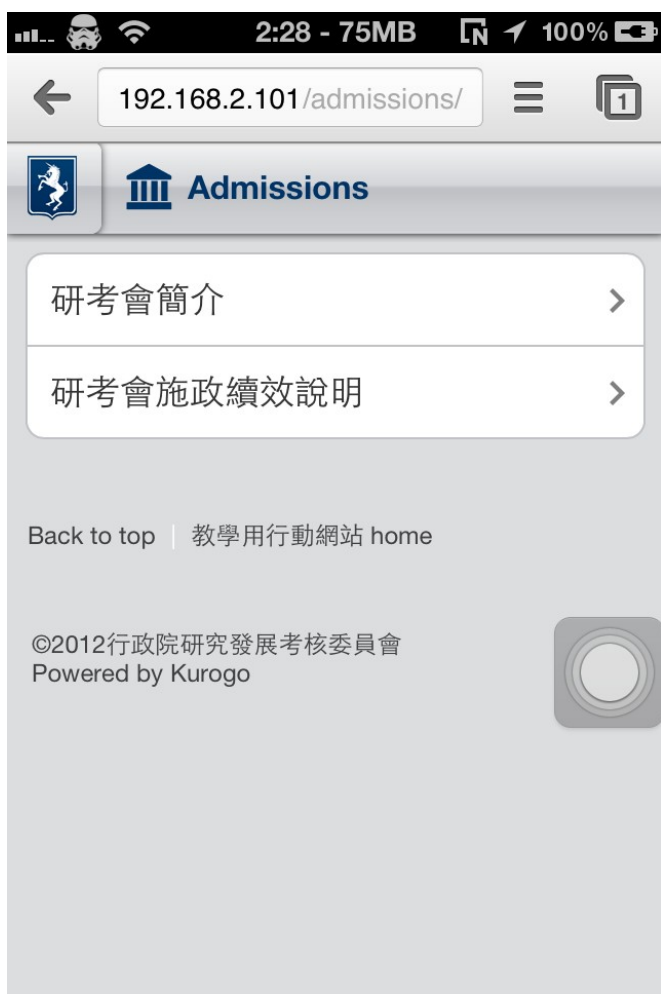 2:28 - 75MB 100%
192.168.2.101/admissions/
1
Admissions
研考會簡介
研考會施政績效說明
Back to top 教學用行動網站 home
©2012行政院研究發展考核委員會
Powered by Kurogo